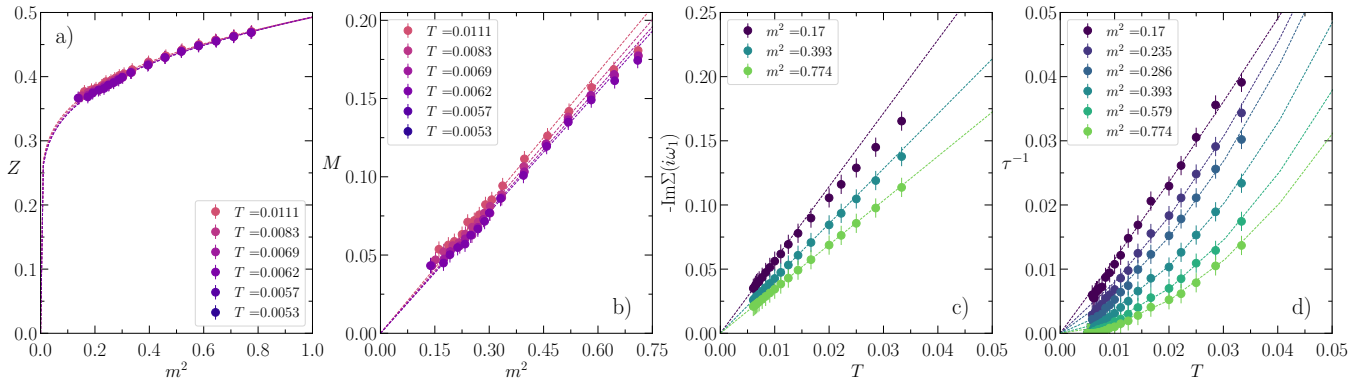 a)
Z
0.5
0.4
0.3
0.2
0.1
0.0
0.0 0.2 0.4 0.6 0.8 1.0
m²
T =0.0111
T =0.0083
T =0.0069
T =0.0062
T =0.0057
T =0.0053
b)
M
0.20
0.15
0.10
0.05
0.00
0.00 0.15 0.30 0.45 0.60 0.75
m²
T =0.0111
T =0.0083
T =0.0069
T =0.0062
T =0.0057
T =0.0053
c)
-ImΣ(iω₁)
0.25
0.20
0.15
0.10
0.05
0.00
0.00 0.01 0.02 0.03 0.04 0.05
T
m² =0.17
m² =0.393
m² =0.774
d)
τ⁻¹
0.05
0.04
0.03
0.02
0.01
0.00
0.00 0.01 0.02 0.03 0.04 0.05
T
m² =0.17
m² =0.235
m² =0.286
m² =0.393
m² =0.579
m² =0.774